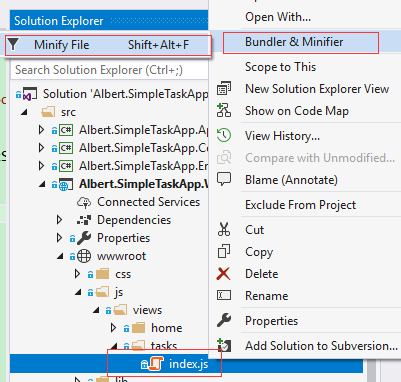 Solution Explorer
Minify File Shift+Alt+F
Search Solution Explorer (Ctrl+;)
Solution 'Albert.SimpleTaskApp
src
C# Albert.SimpleTaskApp.Ap
C# Albert.SimpleTaskApp.Co
C# Albert.SimpleTaskApp.En
Albert.SimpleTaskApp.W
Connected Services
Dependencies
Properties
wwwroot
css
js
views
home
tasks
index.js
lib
Open With...
Bundler & Minifier
Scope to This
New Solution Explorer View
Show on Code Map
View History...
Compare with Unmodified...
Blame (Annotate)
Exclude From Project
Cut
Copy
Delete
Rename
Properties
Add Solution to Subversion...